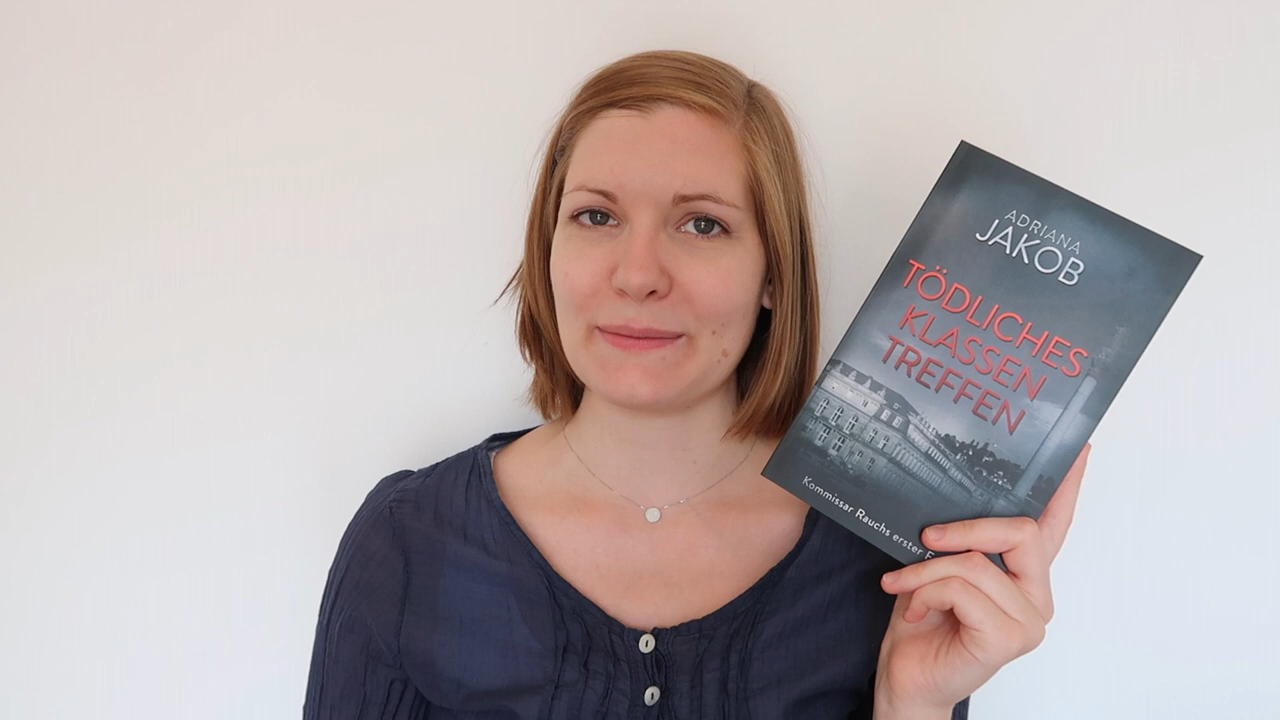 ADRIANA
JAKOB
TÖDLICHES
KLASSEN
TREFFEN
Kommissar Rauchs erster